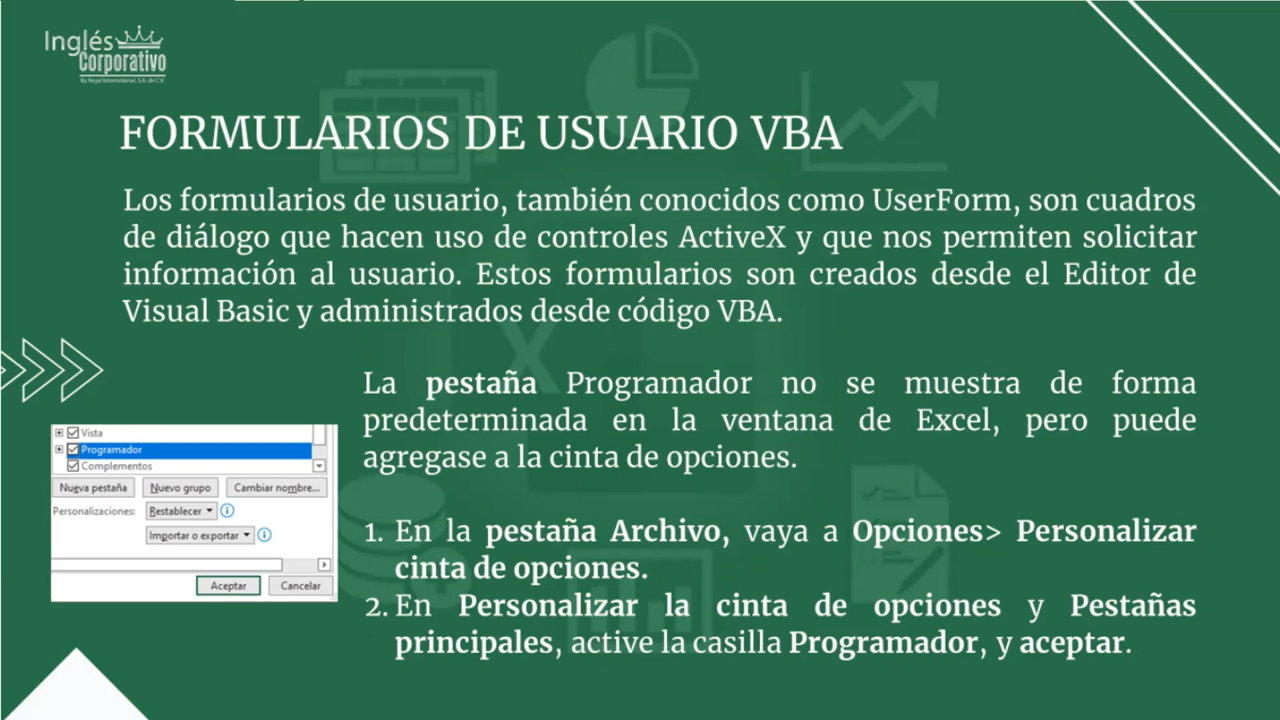 Inglés
Corporativo
FORMULARIOS DE USUARIO VBA
Los formularios de usuario, también conocidos como UserForm, son cuadros
de diálogo que hacen uso de controles ActiveX y que nos permiten solicitar
información al usuario. Estos formularios son creados desde el Editor de
Visual Basic y administrados desde código VBA.
La pestaña Programador no se muestra de forma
predeterminada en la ventana de Excel, pero puede
agregase a la cinta de opciones.
Vista
Programador
Complementos
Nueva pestaña Nuevo grupo Cambiar nombre...
Personalizaciones: Restablecer
Importar o exportar
Aceptar Cancelar
1. En la pestaña Archivo, vaya a Opciones> Personalizar
cinta de opciones.
2. En Personalizar la cinta de opciones y Pestañas
principales, active la casilla Programador, y aceptar.